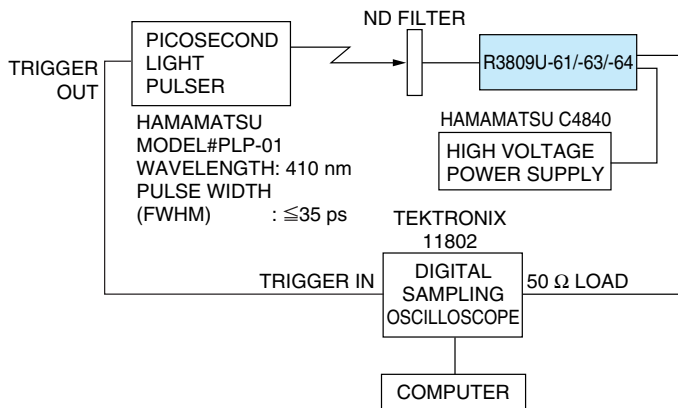 ND FILTER
PICOSECOND
LIGHT
PULSER
TRIGGER
OUT
R3809U-61/-63/-64
HAMAMATSU
MODEL#PLP-01
WAVELENGTH: 410 nm
PULSE WIDTH
(FWHM) : ≦35 ps
HAMAMATSU C4840
HIGH VOLTAGE
POWER SUPPLY
TEKTRONIX
11802
TRIGGER IN
DIGITAL
SAMPLING
OSCILLOSCOPE
50 Ω LOAD
COMPUTER